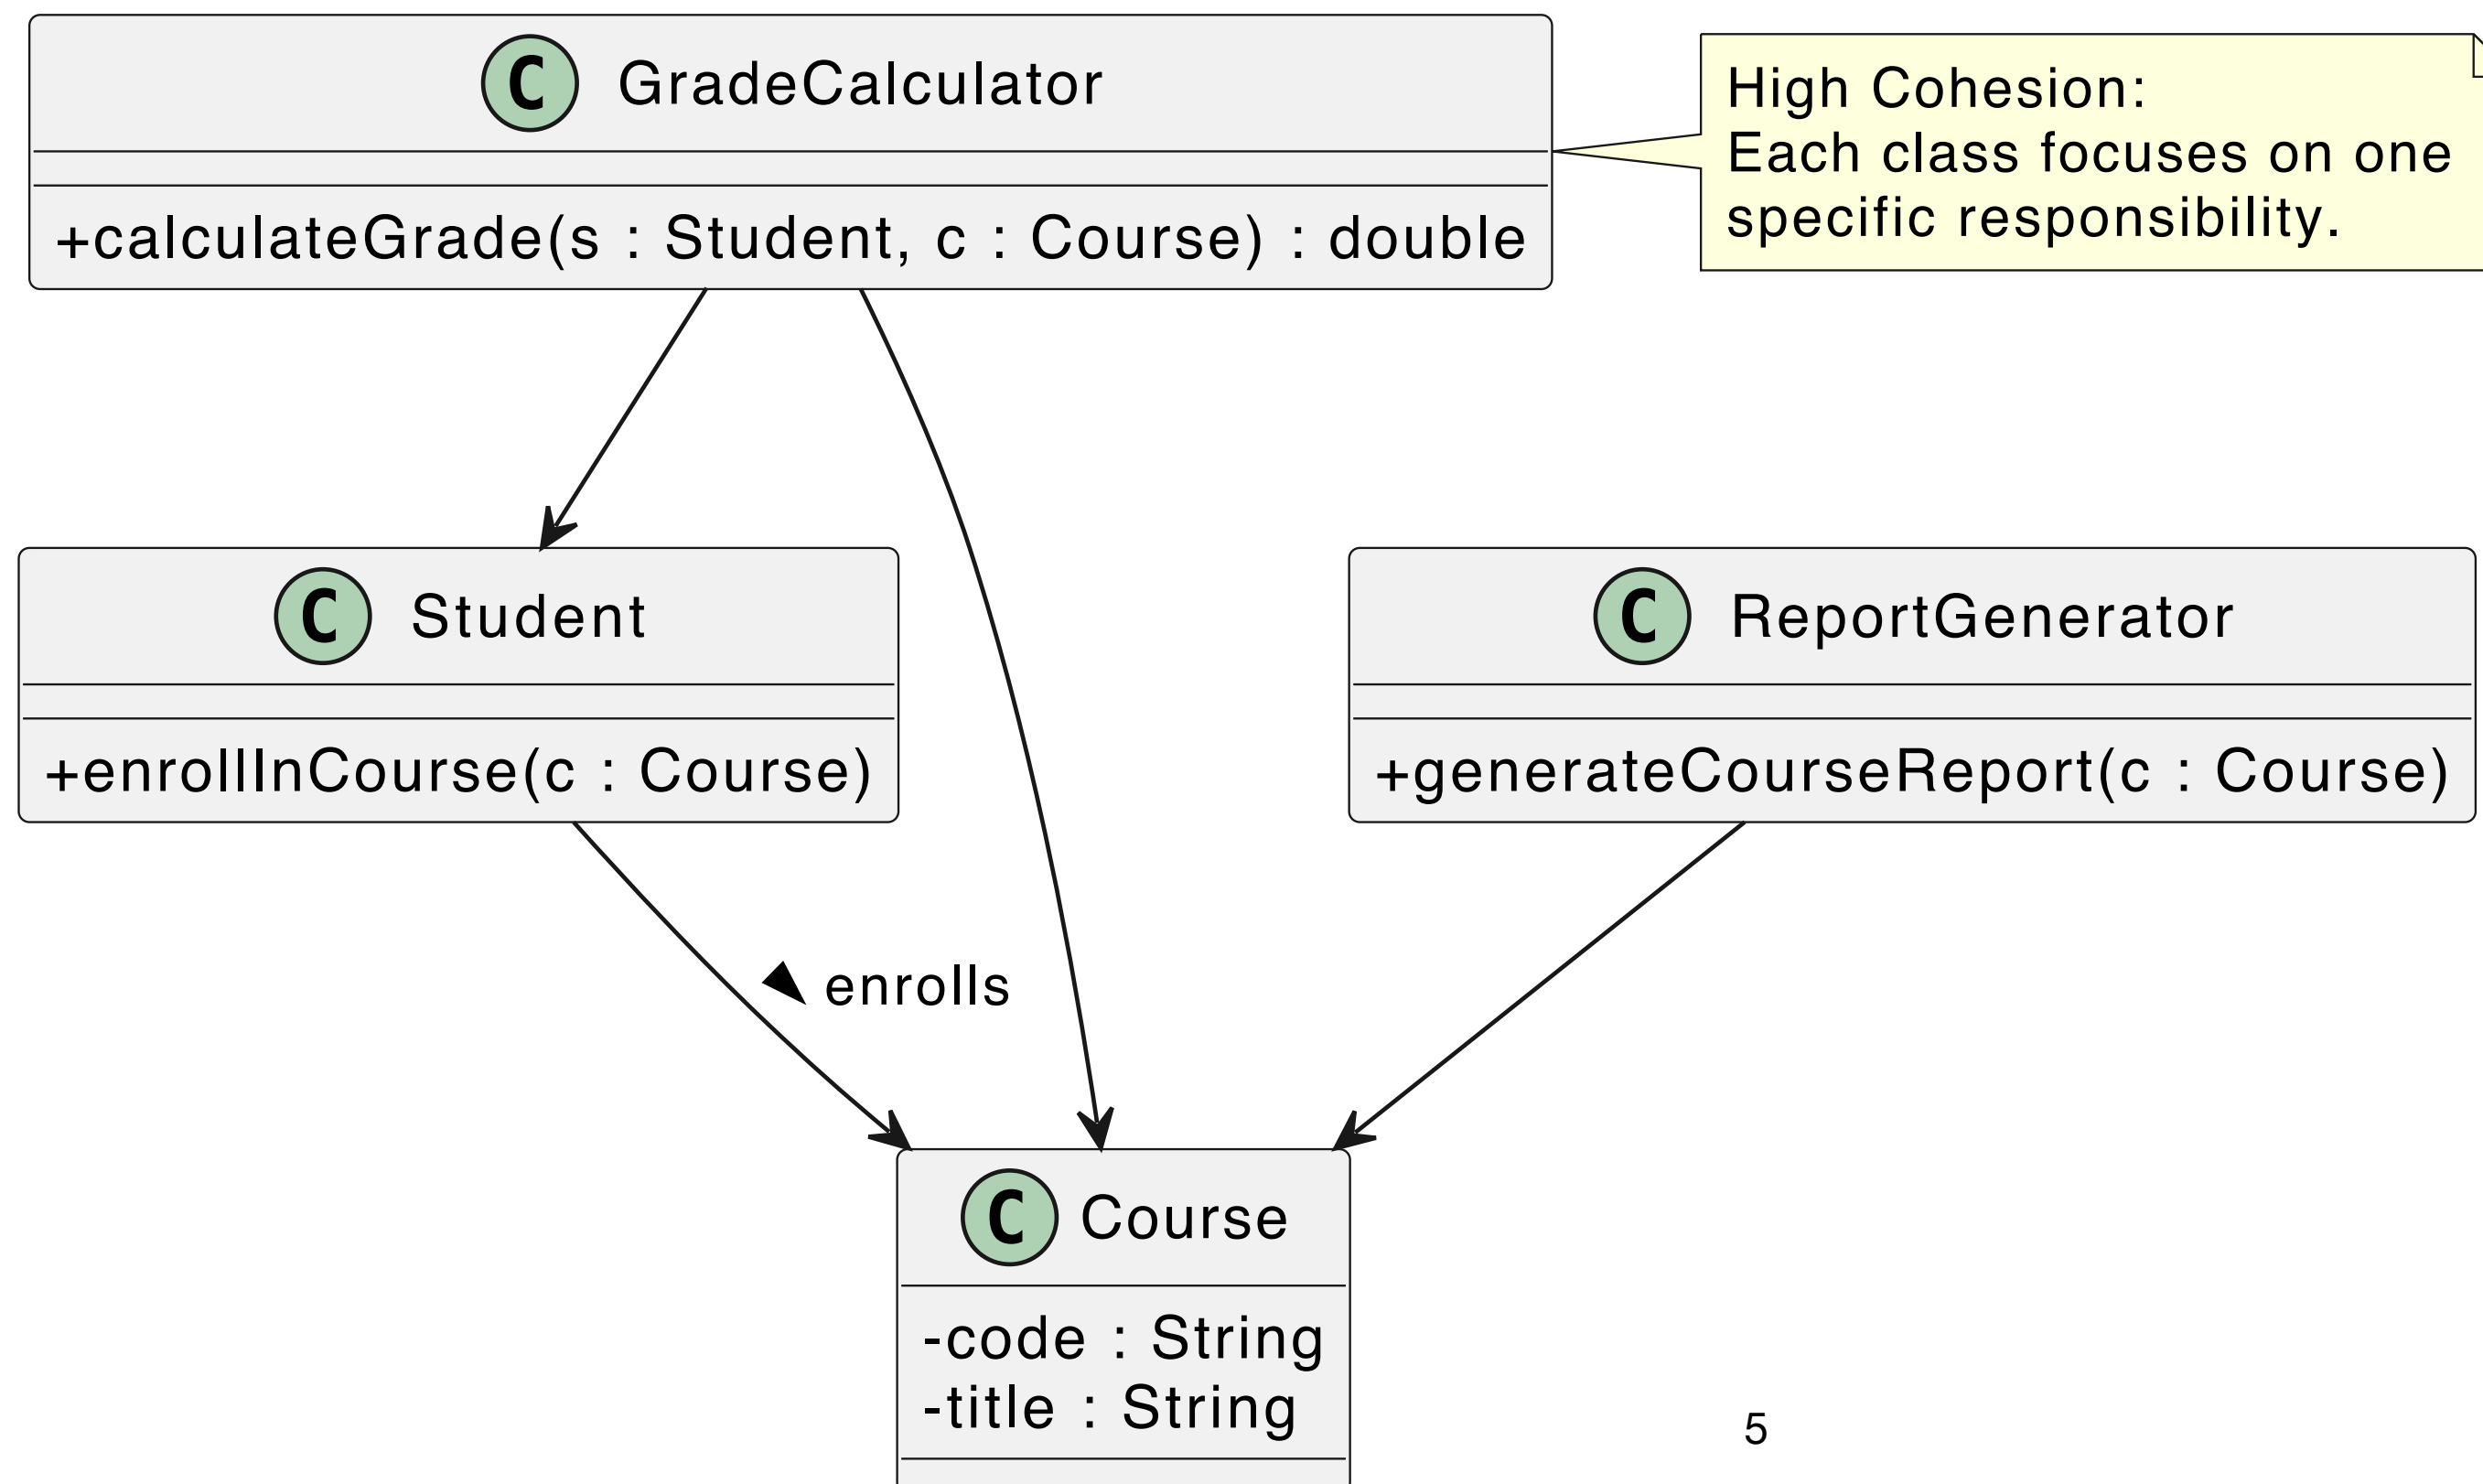 C GradeCalculator
+calculateGrade(s : Student, c : Course) : double
High Cohesion:
Each class focuses on one
specific responsibility.
C Student
+enrollInCourse(c : Course)
C ReportGenerator
+generateCourseReport(c : Course)
enrolls
C Course
-code : String
-title : String
5